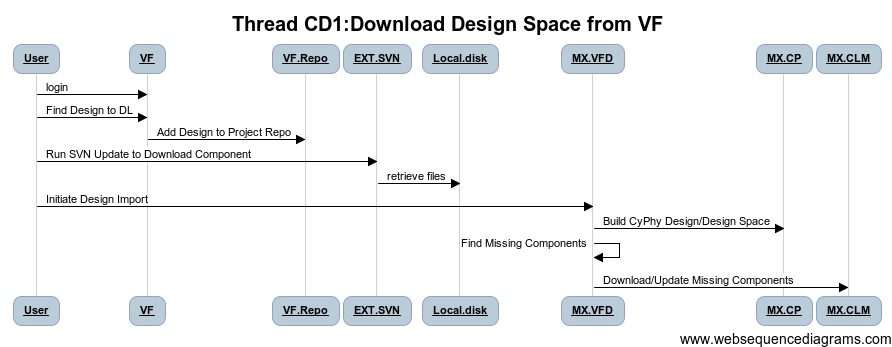 Thread CD1:Download Design Space from VF
User VF VF.Repo EXT.SVN Local.disk MX.VFD MX.CP MX.CLM
login
Find Design to DL
Add Design to Project Repo
Run SVN Update to Download Component
retrieve files
Initiate Design Import
Build CyPhy Design/Design Space
Find Missing Components
Download/Update Missing Components
User VF VF.Repo EXT.SVN Local.disk MX.VFD MX.CP MX.CLM
www.websequencediagrams.com